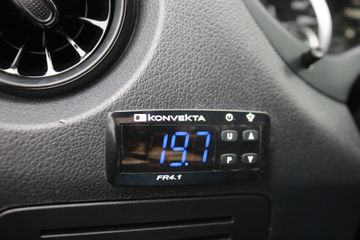 KONVEKTA
19.7
U
P
FR4.1